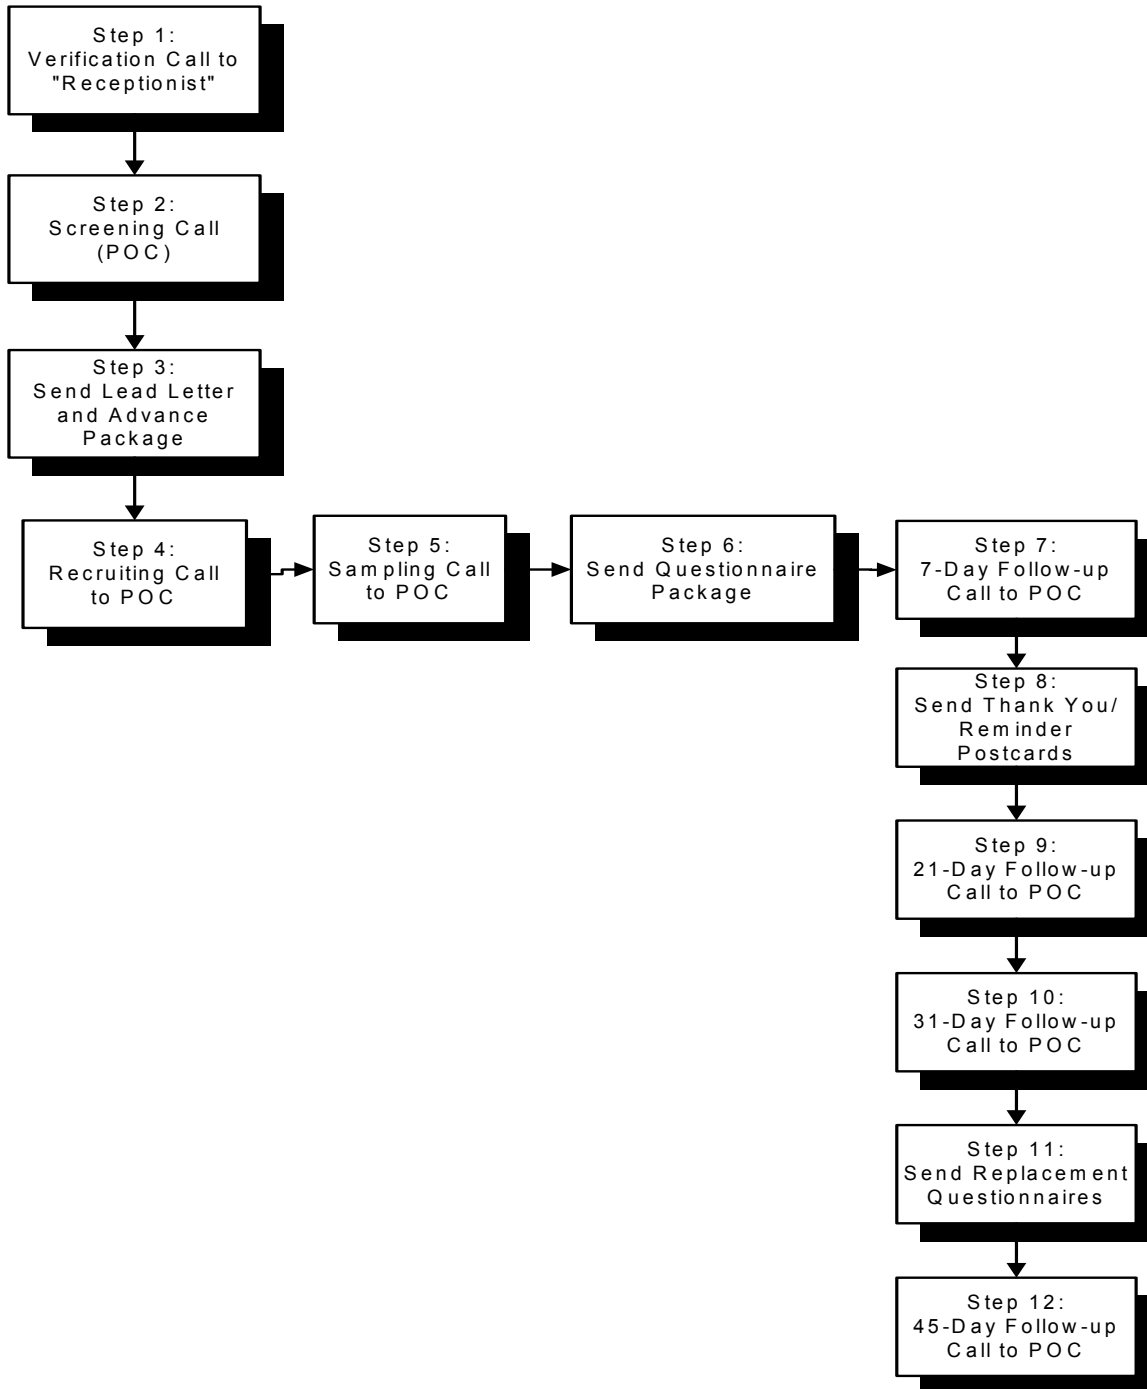 Step 1:
Verification Call to
"Receptionist"
Step 2:
Screening Call
(POC)
Step 3:
Send Lead Letter
and Advance
Package
Step 4:
Recruiting Call
to POC
Step 5:
Sampling Call
to POC
Step 6:
Send Questionnaire
Package
Step 7:
7-Day Follow-up
Call to POC
Step 8:
Send Thank You/
Reminder
Postcards
Step 9:
21-Day Follow-up
Call to POC
Step 10:
31-Day Follow-up
Call to POC
Step 11:
Send Replacement
Questionnaires
Step 12:
45-Day Follow-up
Call to POC